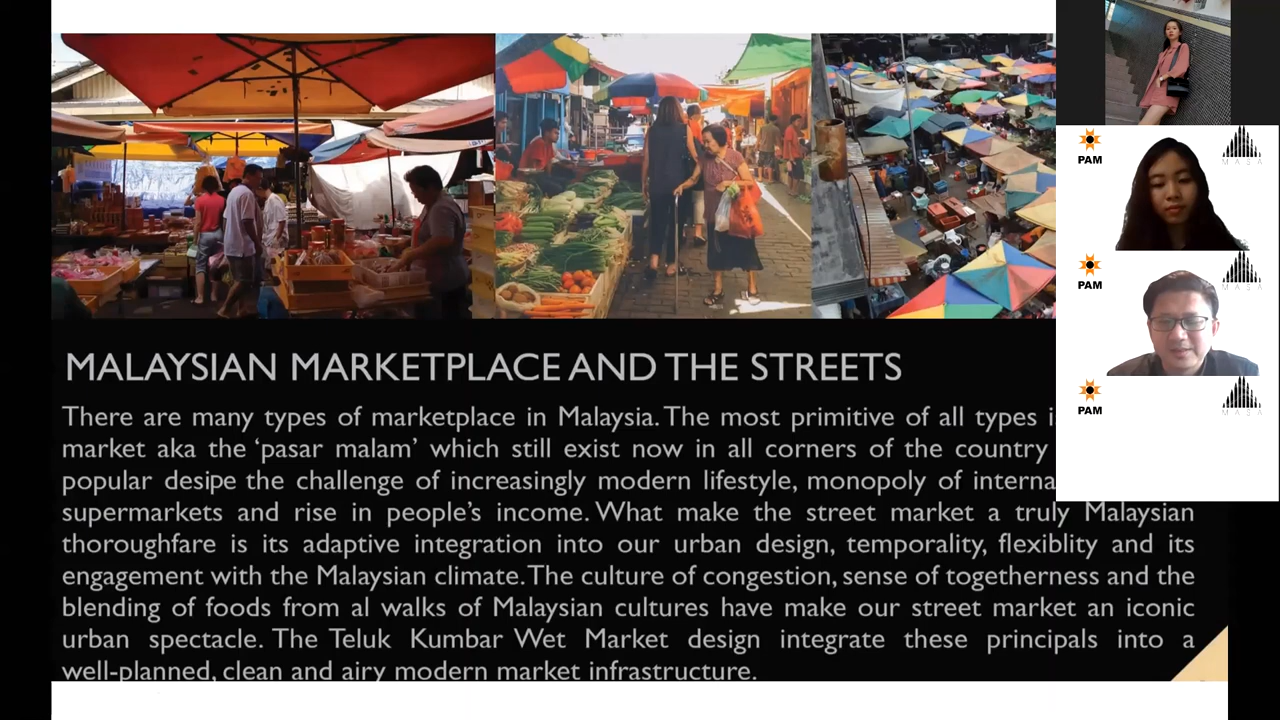 MALAYSIAN MARKETPLACE AND THE STREETS
There are many types of marketplace in Malaysia. The most primitive of all types
market aka the ‘pasar malam’ which still exist now in all corners of the country
popular desipe the challenge of increasingly modern lifestyle, monopoly of
supermarkets and rise in people’s income. What make the street market a truly Malaysian
thoroughfare is its adaptive integration into our urban design, temporality, flexiblity and its
engagement with the Malaysian climate. The culture of congestion, sense of togetherness and the
blending of foods from al walks of Malaysian cultures have make our street market an iconic
urban spectacle. The Teluk Kumbar Wet Market design integrate these principals into a
well-planned, clean and airy modern market infrastructure.
PAM
MASA
PAM
MASA
PAM
MASA